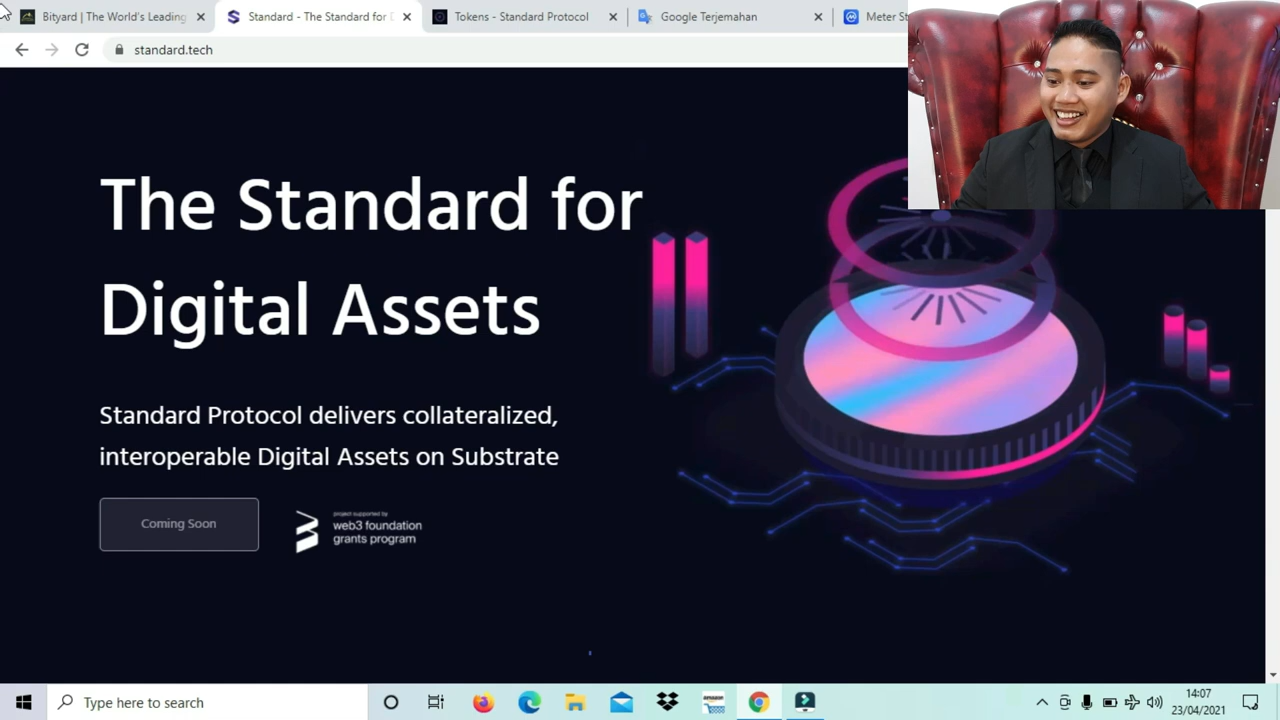 Bityard | The World's Leading
Standard - The Standard for D
Tokens - Standard Protocol
Google Terjemahan
Meter St
standard.tech
The Standard for
Digital Assets
Standard Protocol delivers collateralized,
interoperable Digital Assets on Substrate
Coming Soon
project supported by
web3 foundation
grants program
Type here to search
amazon
14:07
23/04/2021